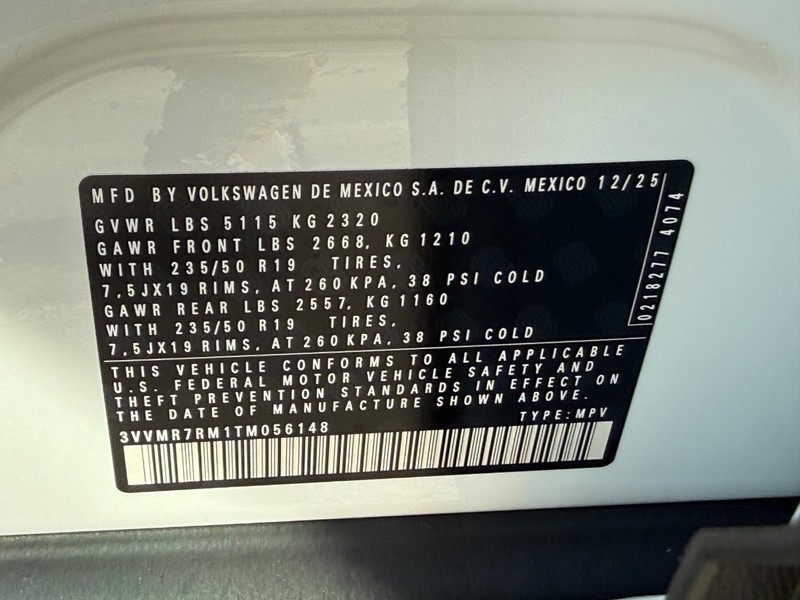 MFD BY VOLKSWAGEN DE MEXICO S.A. DE C.V. MEXICO 12/25
GVWR LBS 5115 KG 2320
GAWR FRONT LBS 2668, KG 1210
WITH 235/50 R19 TIRES,
7,5JX19 RIMS, AT 260 KPA, 38 PSI COLD
GAWR REAR LBS 2557, KG 1160
WITH 235/50 R19 TIRES,
7,5JX19 RIMS, AT 260 KPA, 38 PSI COLD
0218277 4074
THIS VEHICLE CONFORMS TO ALL APPLICABLE
U.S. FEDERAL MOTOR VEHICLE SAFETY AND
THEFT PREVENTION STANDARDS IN EFFECT ON
THE DATE OF MANUFACTURE SHOWN ABOVE.
TYPE: MPV
3VVMR7RM1TM056148